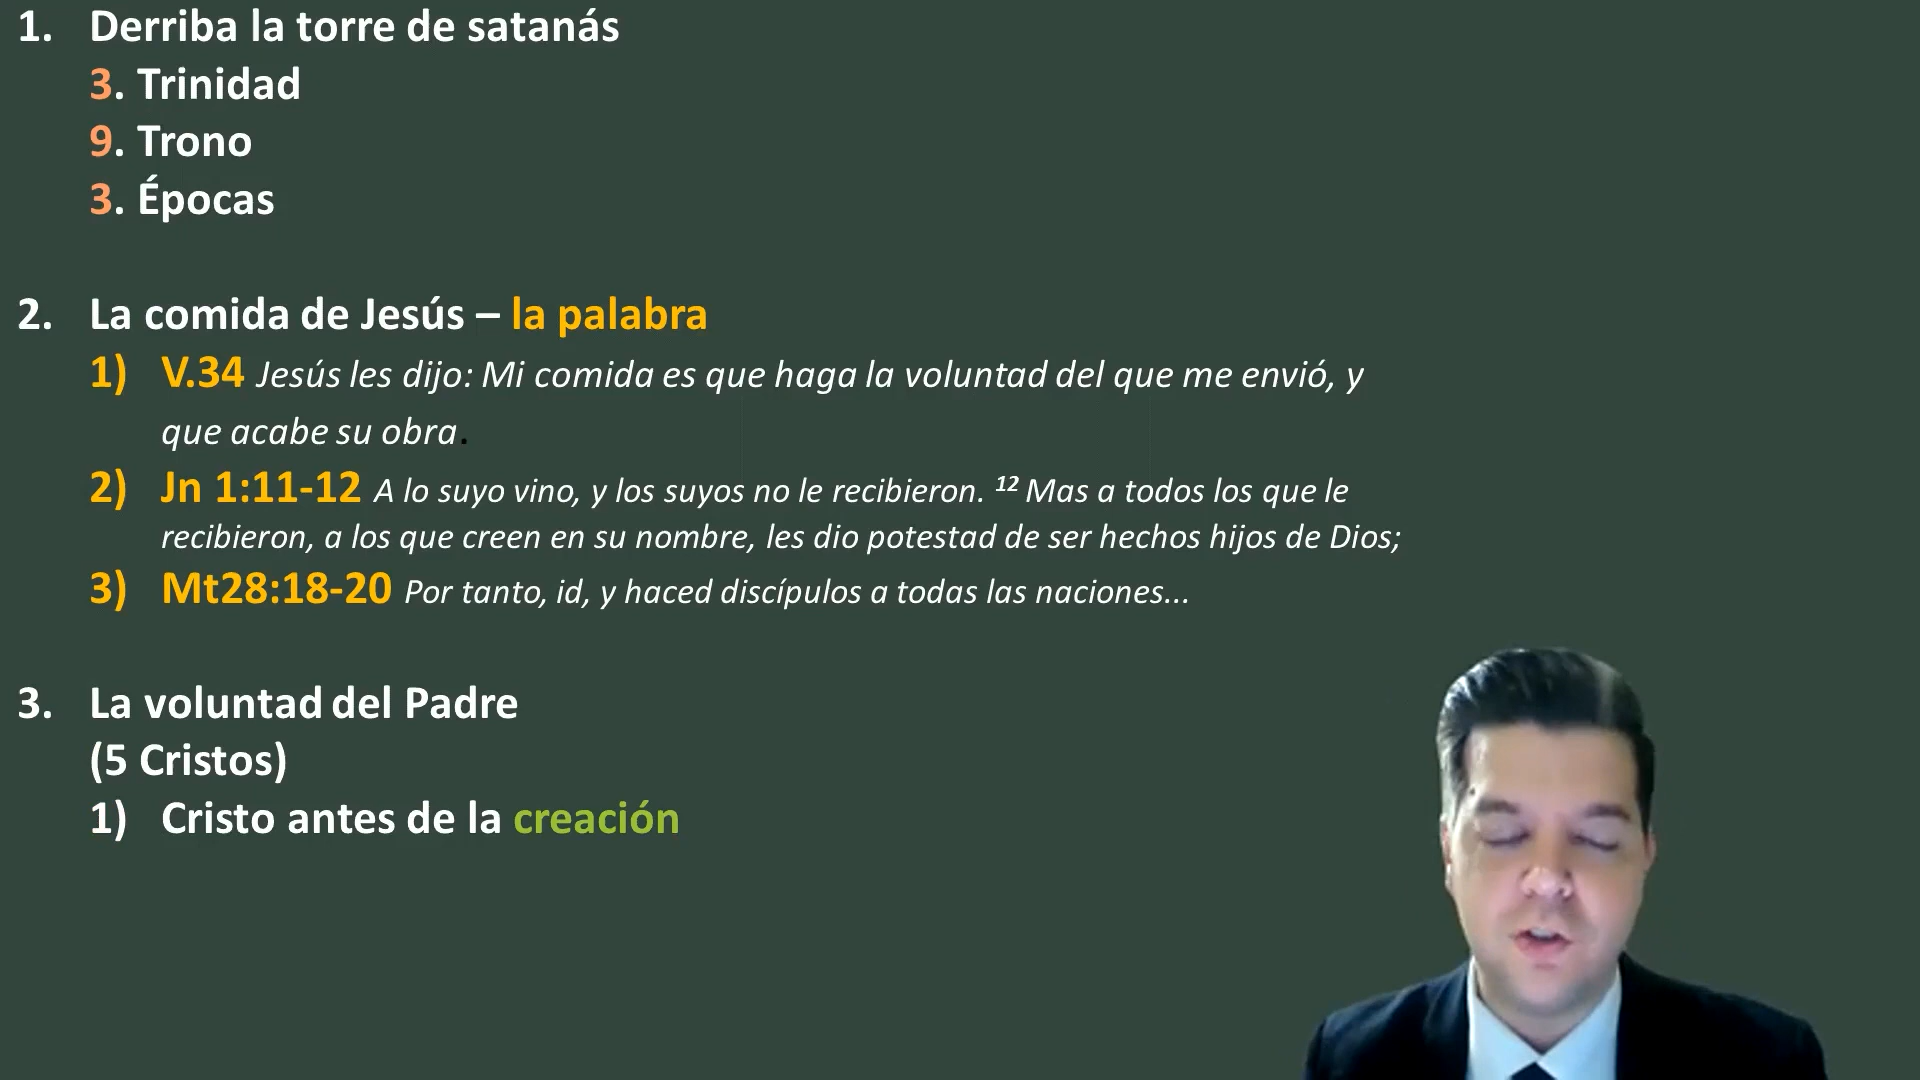 1. Derriba la torre de satanás
3. Trinidad
9. Trono
3. Épocas
2. La comida de Jesús – la palabra
1) V.34 Jesús les dijo: Mi comida es que haga la voluntad del que me envió, y
que acabe su obra.
2) Jn 1:11-12 A lo suyo vino, y los suyos no le recibieron. 12 Mas a todos los que le
recibieron, a los que creen en su nombre, les dio potestad de ser hechos hijos de Dios;
3) Mt28:18-20 Por tanto, id, y haced discípulos a todas las naciones...
3. La voluntad del Padre
(5 Cristos)
1) Cristo antes de la creación